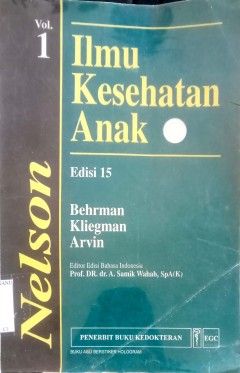 Vol.
1
Ilmu
Kesehatan
Anak
Edisi 15
Behrman
Kliegman
Arvin
Editor Edisi Bahasa Indonesia
Prof. DR. dr. A. Samik Wahab, SpA(K)
Nelson
PENERBIT BUKU KEDOKTERAN
EGC
BUKU ASLI BERSTIKER HOLOGRAM